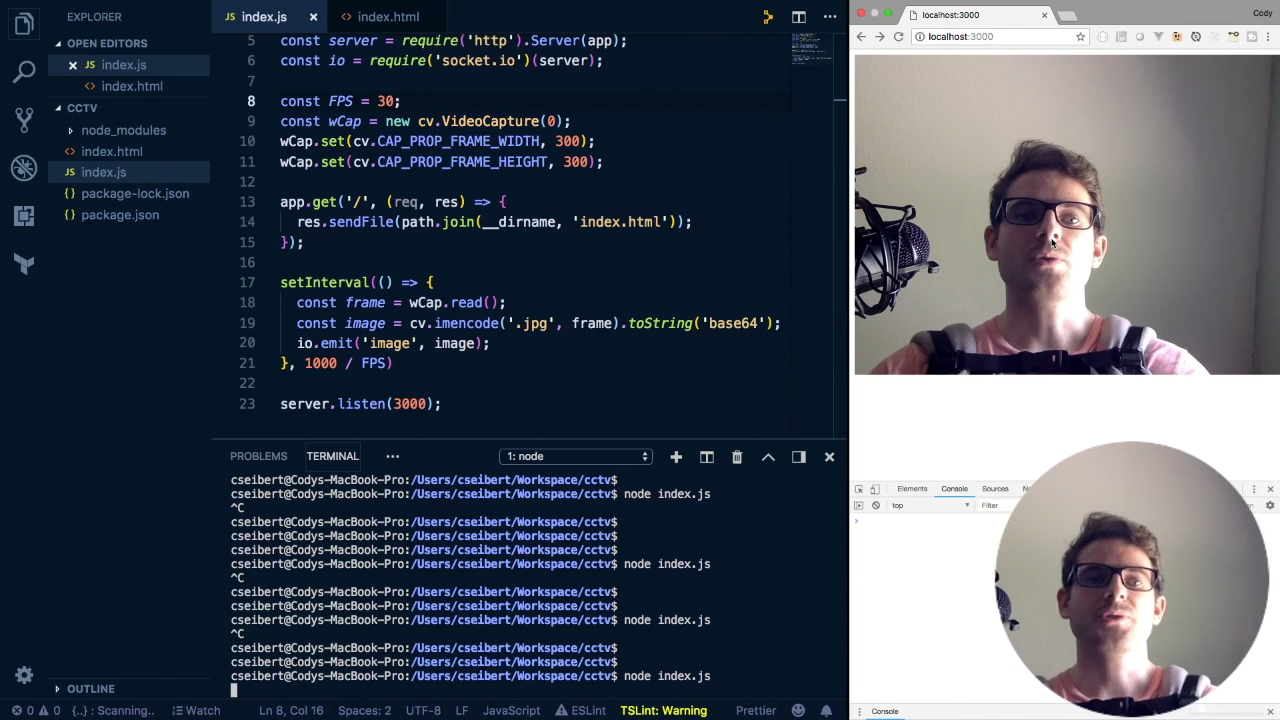 EXPLORER
OPEN EDITORS
JS index.js
<> index.html
CCTV
node_modules
<> index.html
JS index.js
{} package-lock.json
{} package.json
OUTLINE
JS index.js
<> index.html
5 const server = require('http').Server(app);
6 const io = require('socket.io')(server);
7
8 const FPS = 30;
9 const wCap = new cv.VideoCapture(0);
10 wCap.set(cv.CAP_PROP_FRAME_WIDTH, 300);
11 wCap.set(cv.CAP_PROP_FRAME_HEIGHT, 300);
12
13 app.get('/', (req, res) => {
14 res.sendFile(path.join(__dirname, 'index.html'));
15 });
16
17 setInterval(() => {
18 const frame = wCap.read();
19 const image = cv.imencode('.jpg', frame).toString('base64');
20 io.emit('image', image);
21 }, 1000 / FPS)
22
23 server.listen(3000);
PROBLEMS TERMINAL ••• 1: node
cseibert@Codys-MacBook-Pro:/Users/cseibert/Workspace/cctv$
cseibert@Codys-MacBook-Pro:/Users/cseibert/Workspace/cctv$ node index.js
^C
cseibert@Codys-MacBook-Pro:/Users/cseibert/Workspace/cctv$
cseibert@Codys-MacBook-Pro:/Users/cseibert/Workspace/cctv$
cseibert@Codys-MacBook-Pro:/Users/cseibert/Workspace/cctv$
cseibert@Codys-MacBook-Pro:/Users/cseibert/Workspace/cctv$ node index.js
^C
cseibert@Codys-MacBook-Pro:/Users/cseibert/Workspace/cctv$
cseibert@Codys-MacBook-Pro:/Users/cseibert/Workspace/cctv$
cseibert@Codys-MacBook-Pro:/Users/cseibert/Workspace/cctv$ node index.js
^C
cseibert@Codys-MacBook-Pro:/Users/cseibert/Workspace/cctv$
cseibert@Codys-MacBook-Pro:/Users/cseibert/Workspace/cctv$
cseibert@Codys-MacBook-Pro:/Users/cseibert/Workspace/cctv$ node index.js
0 0 {..} : Scanning.. Watch Ln 8, Col 16 Spaces: 2 UTF-8 LF JavaScript ESLint TSLint: Warning Prettier
localhost:3000
Cody
localhost:3000
Elements Console Sources
top Filter
Console